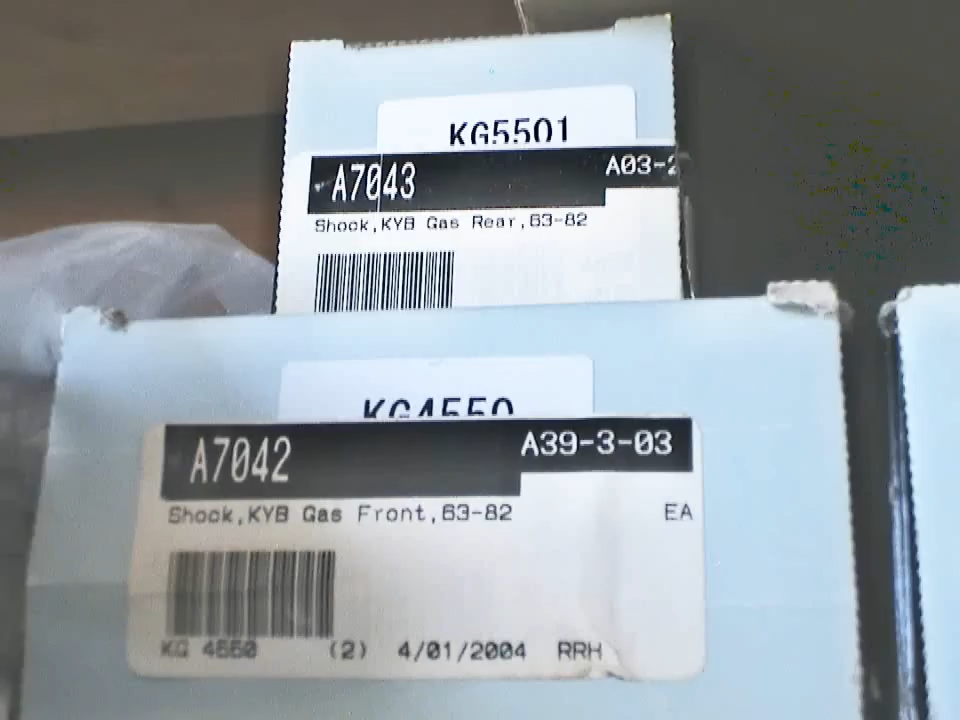 KG5501
A7043 A03-2
Shock,KYB Gas Rear,63-82
KG4550
A7042 A39-3-03
Shock,KYB Gas Front,63-82 EA
KG 4550 (2) 4/01/2004 RRH